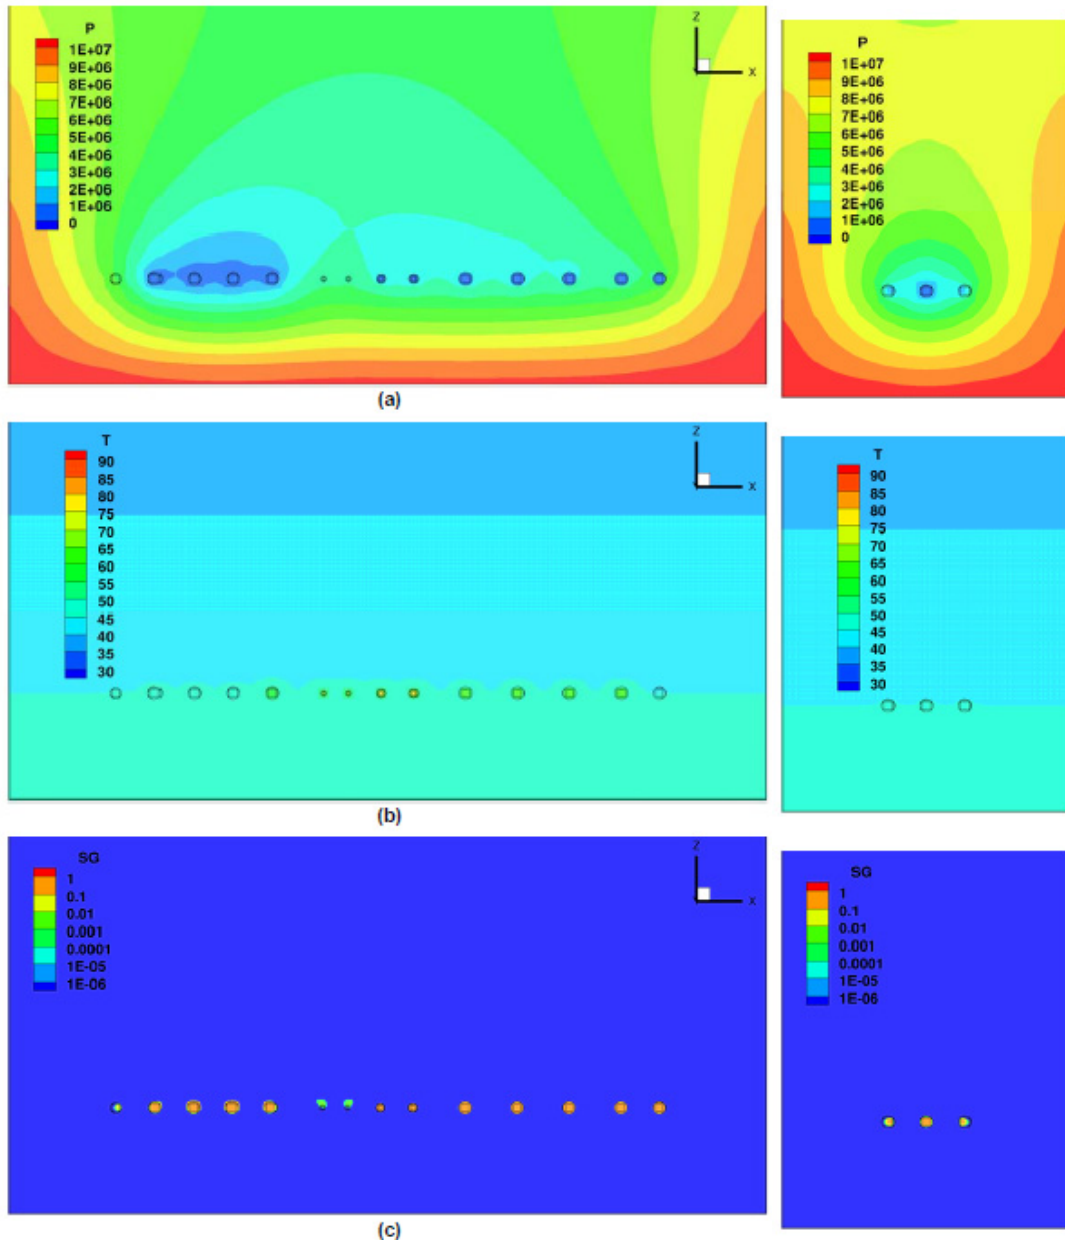 P
1E+07
9E+06
8E+06
7E+06
6E+06
5E+06
4E+06
3E+06
2E+06
1E+06
0
Z
X
P
1E+07
9E+06
8E+06
7E+06
6E+06
5E+06
4E+06
3E+06
2E+06
1E+06
0
(a)
T
90
85
80
75
70
65
60
55
50
45
40
35
30
Z
X
T
90
85
80
75
70
65
60
55
50
45
40
35
30
(b)
SG
1
0.1
0.01
0.001
0.0001
1E-05
1E-06
Z
X
SG
1
0.1
0.01
0.001
0.0001
1E-05
1E-06
(c)